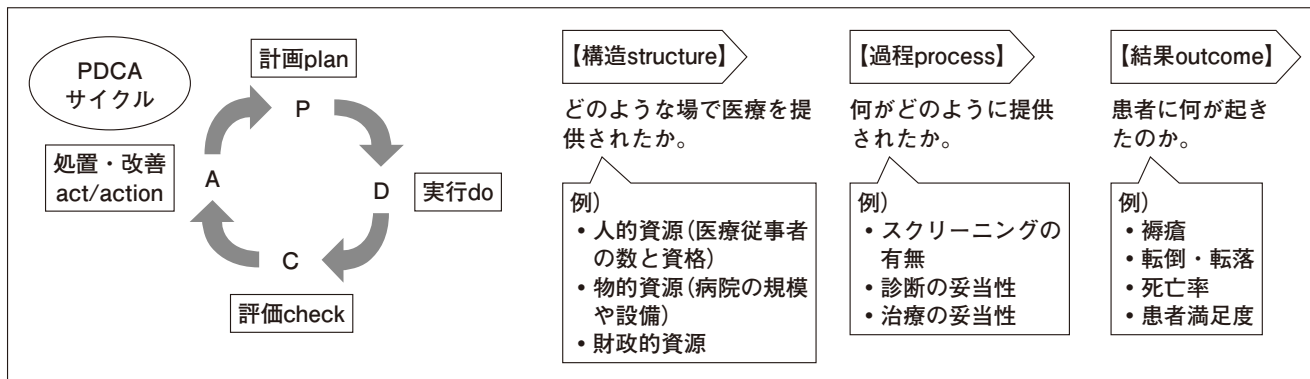 PDCA
サイクル
計画plan
P
処置・改善
act/action
A
D
実行do
C
評価check
【構造structure】
どのような場で医療を提
供されたか。
例)
・人的資源(医療従事者
の数と資格)
・物的資源(病院の規模
や設備)
・財政的資源
【過程process】
何がどのように提供
されたか。
例)
・スクリーニングの
有無
・診断の妥当性
・治療の妥当性
【結果outcome】
患者に何が起き
たのか。
例)
・褥瘡
・転倒・転落
・死亡率
・患者満足度